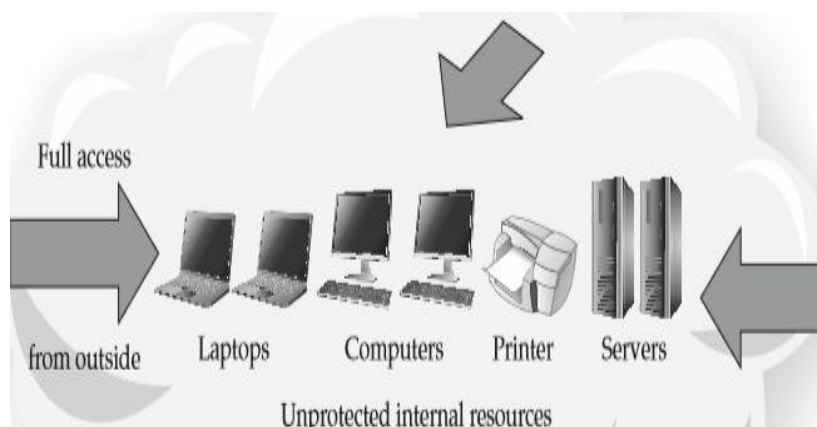 Full access
from outside
Laptops
Computers
Printer
Servers
Unprotected internal resources